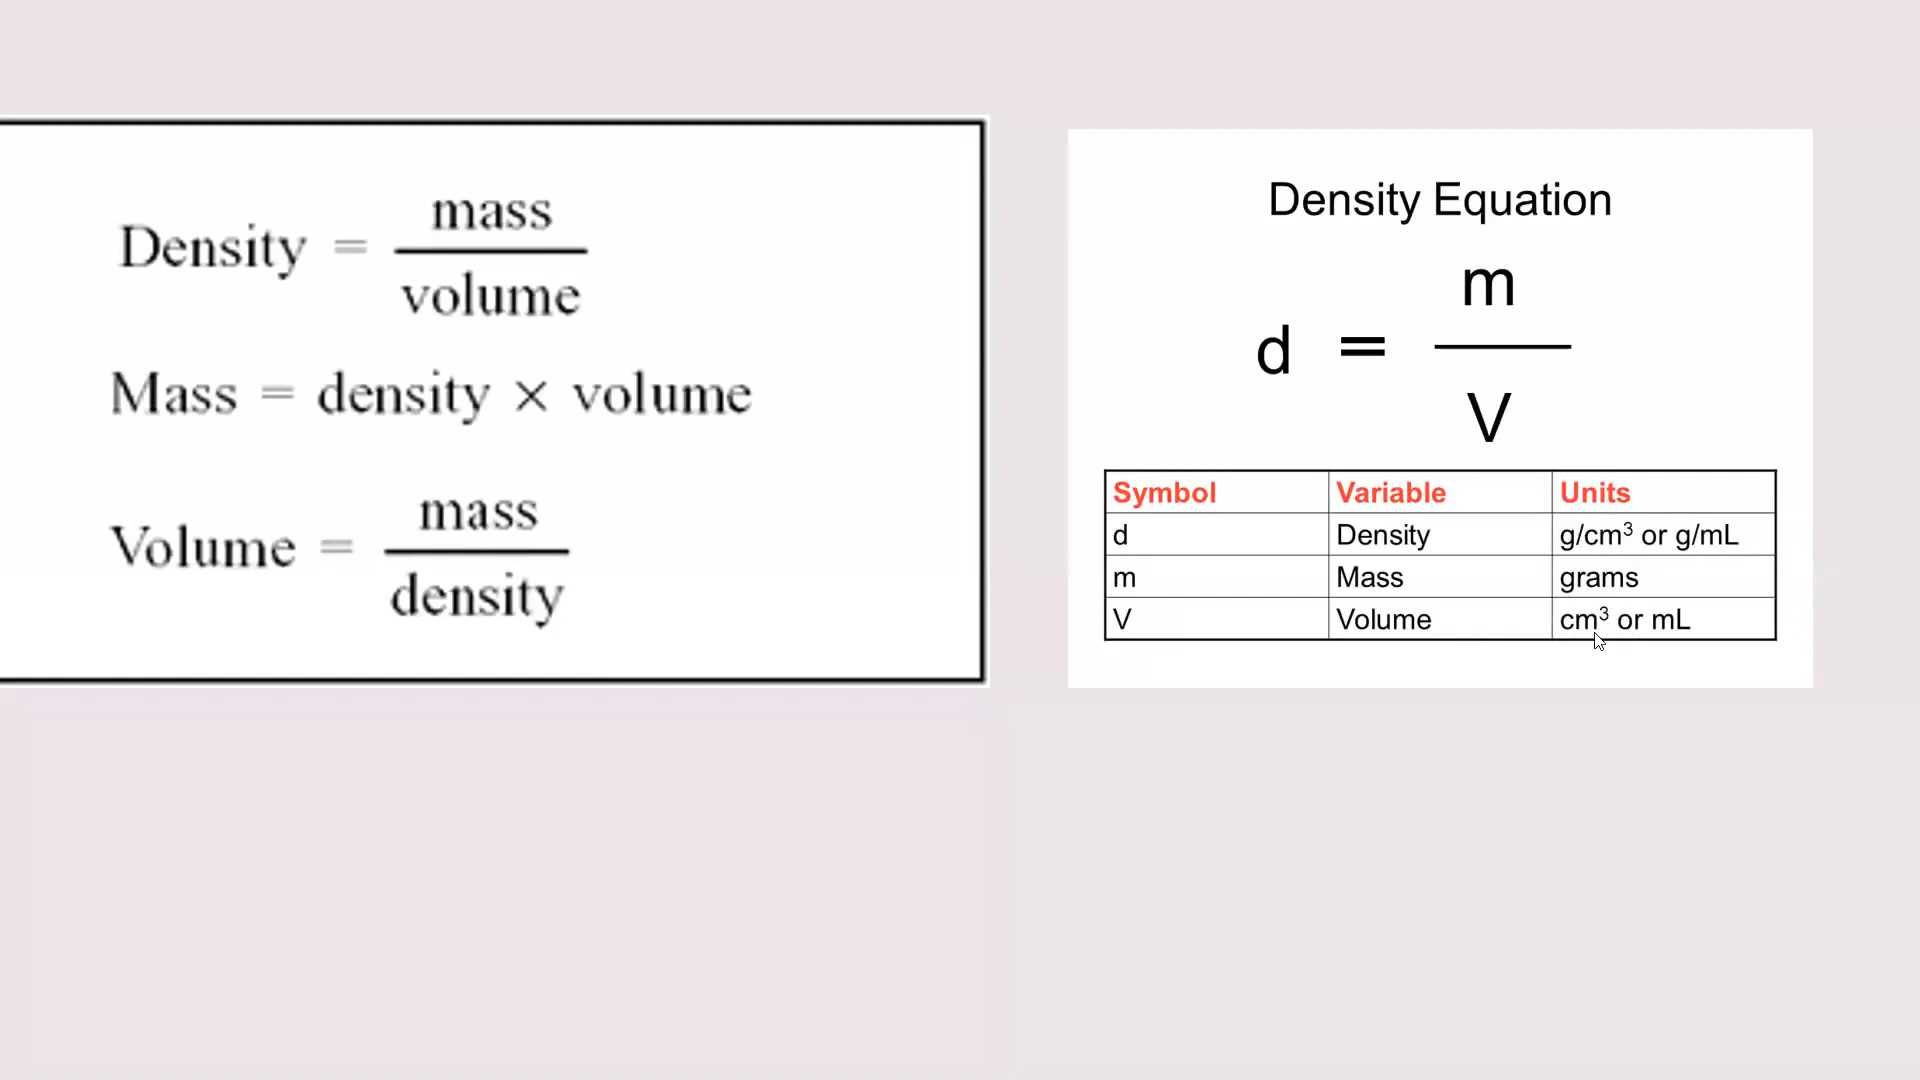 Density = mass / volume
Mass = density × volume
Volume = mass / density
Density Equation
d = m / V
Symbol Variable Units
d Density g/cm³ or g/mL
m Mass grams
V Volume cm³ or mL